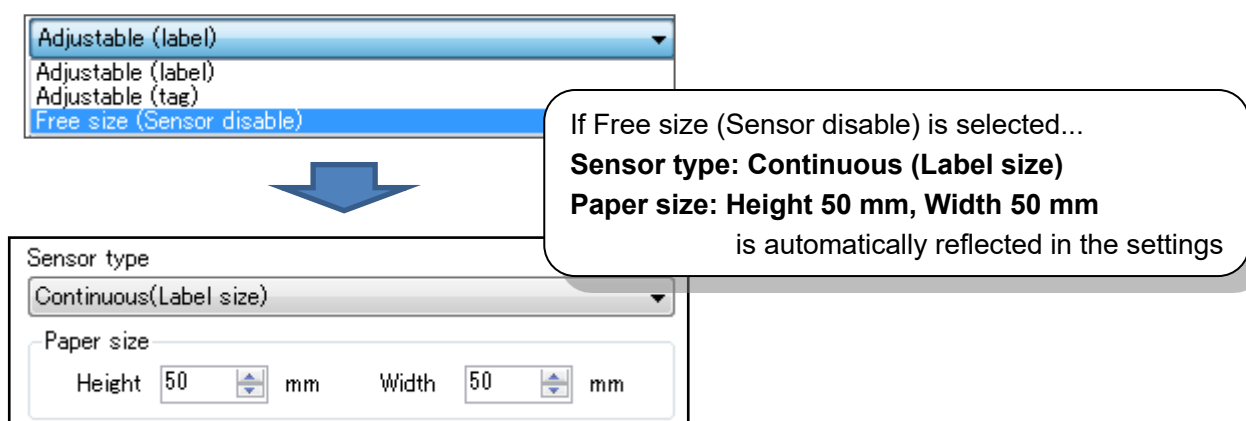 Adjustable (label)
Adjustable (label)
Adjustable (tag)
Free size (Sensor disable)
If Free size (Sensor disable) is selected...
Sensor type: Continuous (Label size)
Paper size: Height 50 mm, Width 50 mm
is automatically reflected in the settings
Sensor type
Continuous(Label size)
Paper size
Height 50 mm Width 50 mm